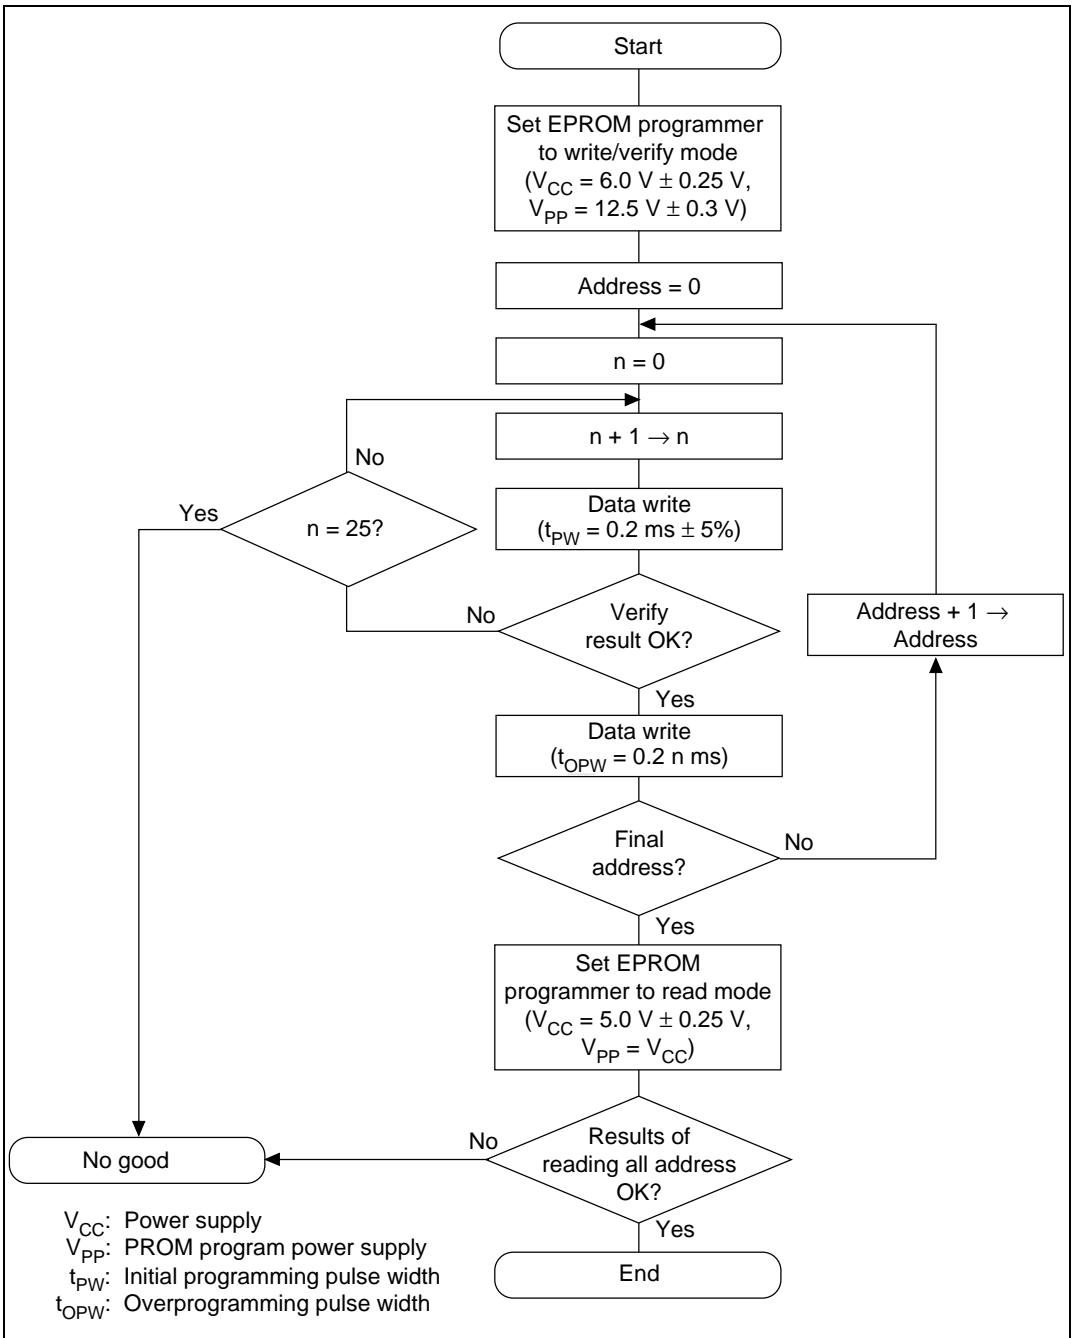 Start
Set EPROM programmer
to write/verify mode
(VCC = 6.0 V ± 0.25 V,
VPP = 12.5 V ± 0.3 V)
Address = 0
n = 0
n + 1 → n
No
Yes
n = 25?
Data write
(tPW = 0.2 ms ± 5%)
No
Verify
result OK?
Address + 1 →
Address
Yes
Data write
(tOPW = 0.2 n ms)
Final
address?
No
Yes
Set EPROM
programmer to read mode
(VCC = 5.0 V ± 0.25 V,
VPP = VCC)
No
Results of
reading all address
OK?
No good
Yes
End
VCC: Power supply
VPP: PROM program power supply
tPW: Initial programming pulse width
tOPW: Overprogramming pulse width